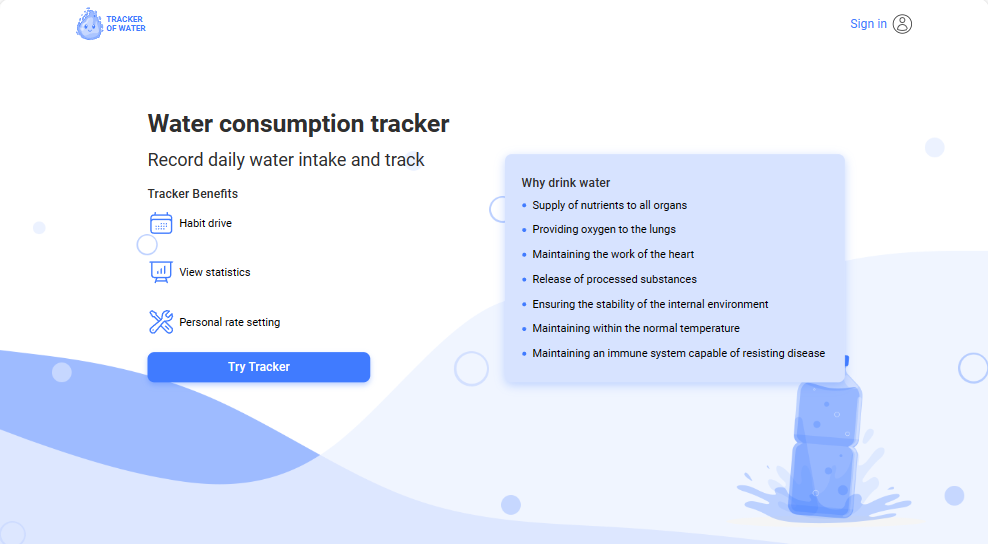 TRACKER
OF WATER
Sign in
Water consumption tracker
Record daily water intake and track
Tracker Benefits
Habit drive
View statistics
Personal rate setting
Try Tracker
Why drink water
Supply of nutrients to all organs
Providing oxygen to the lungs
Maintaining the work of the heart
Release of processed substances
Ensuring the stability of the internal environment
Maintaining within the normal temperature
Maintaining an immune system capable of resisting disease